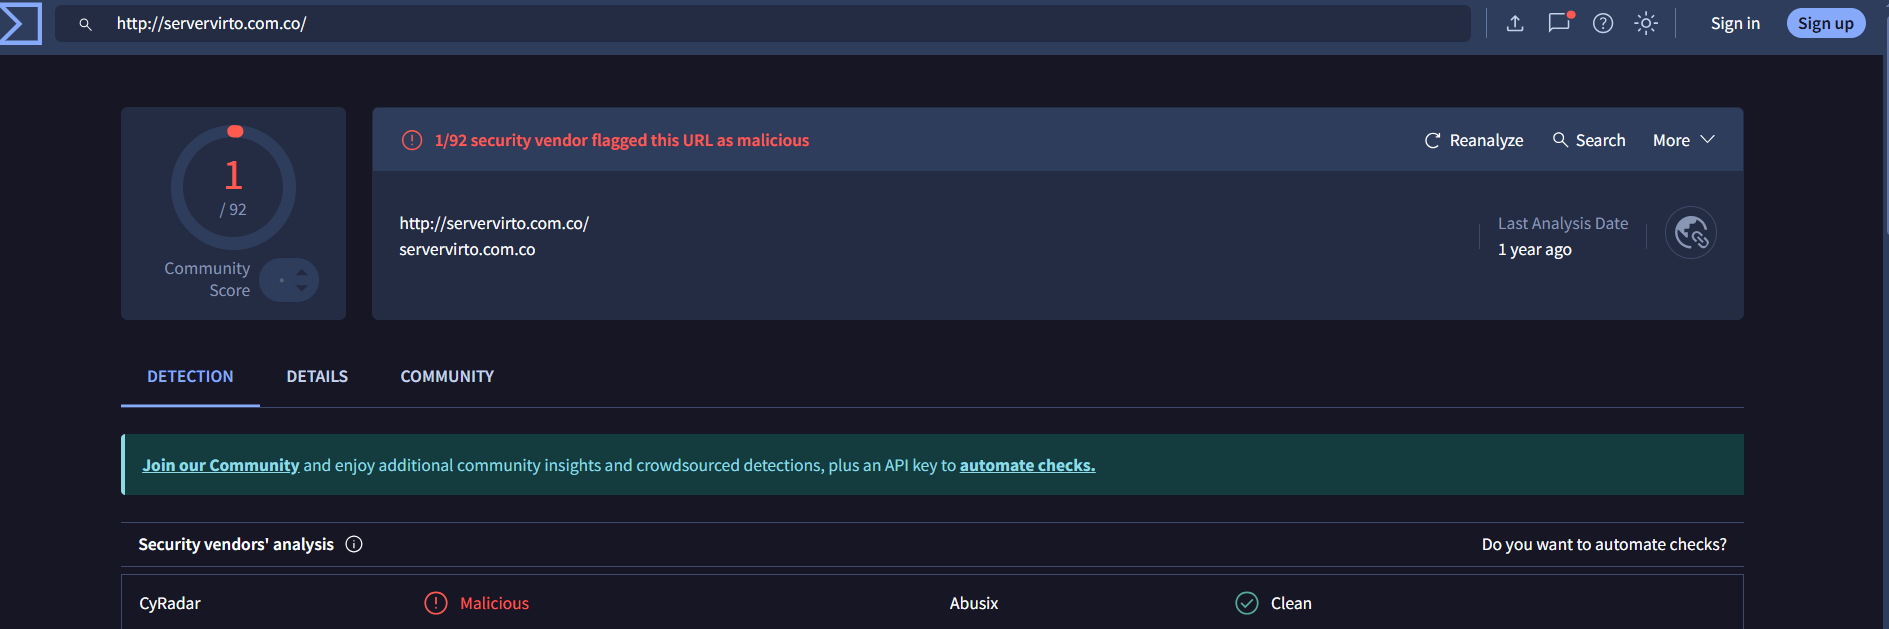 http://servervirto.com.co/
Sign in
Sign up
1
/ 92
Community
Score
1/92 security vendor flagged this URL as malicious
Reanalyze
Search
More
http://servervirto.com.co/
servervirto.com.co
Last Analysis Date
1 year ago
DETECTION
DETAILS
COMMUNITY
Join our Community and enjoy additional community insights and crowdsourced detections, plus an API key to automate checks.
Security vendors' analysis
Do you want to automate checks?
CyRadar
Malicious
Abusix
Clean